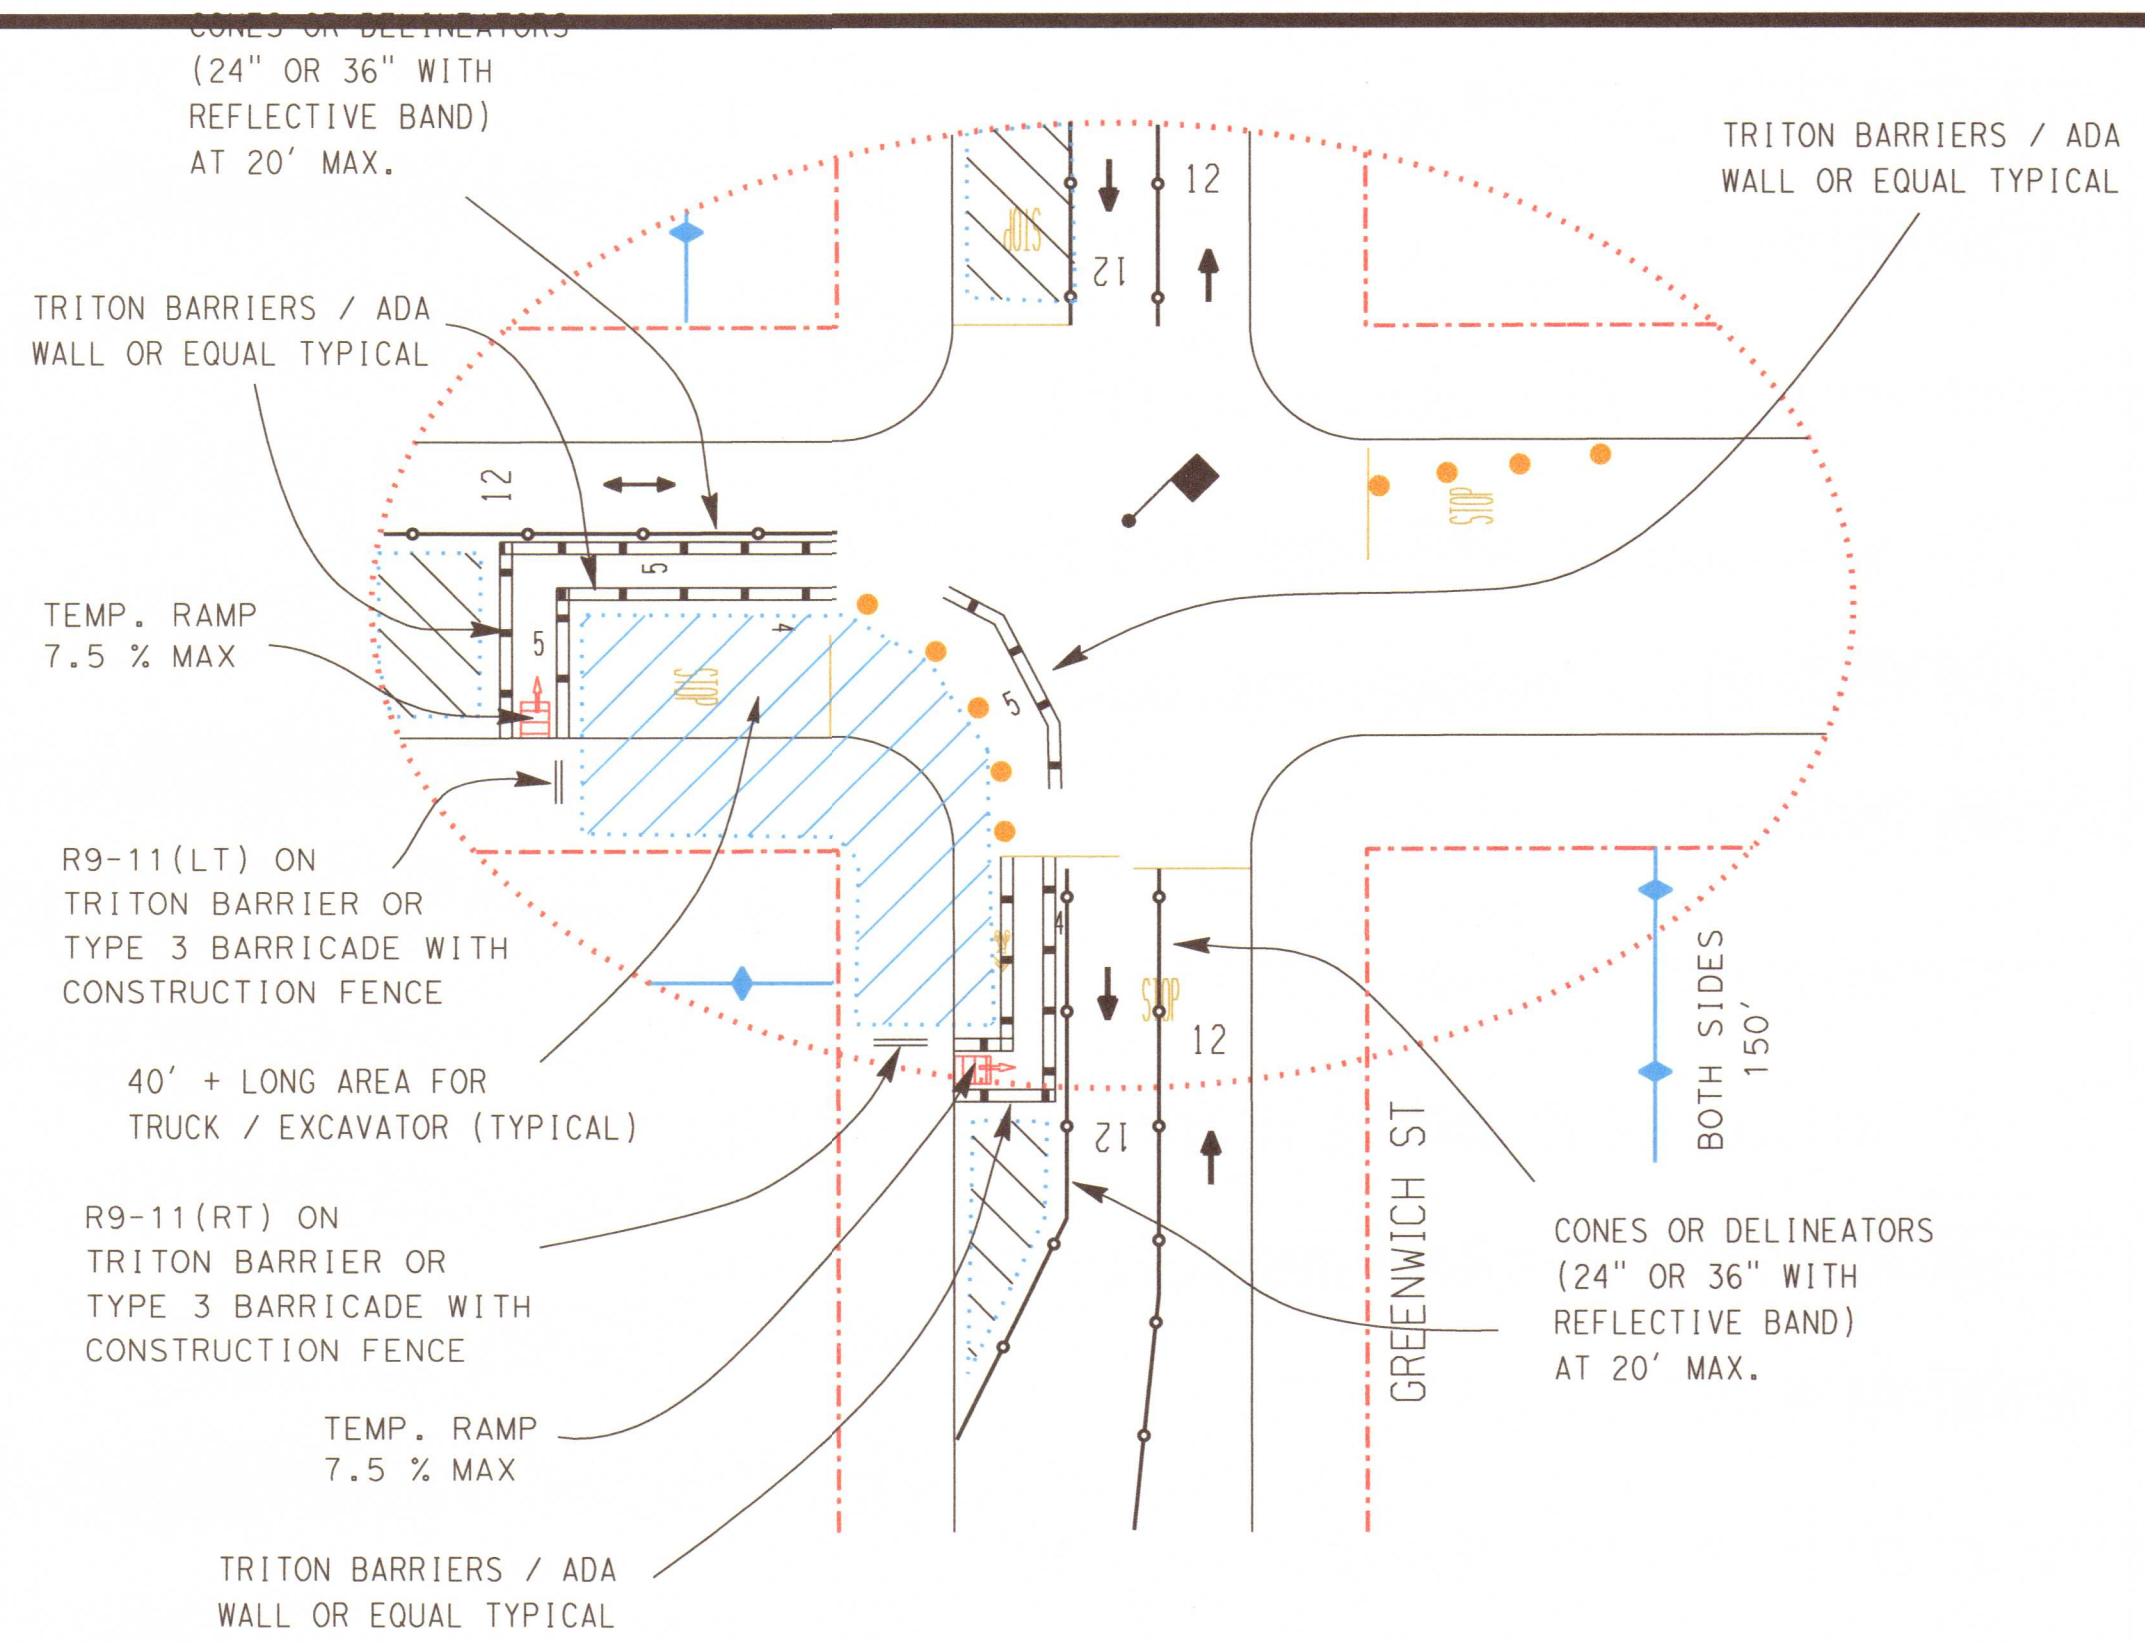 CONES OR DELINEATORS
(24" OR 36" WITH
REFLECTIVE BAND)
AT 20' MAX.
TRITON BARRIERS / ADA
WALL OR EQUAL TYPICAL
TRITON BARRIERS / ADA
WALL OR EQUAL TYPICAL
12
STOP
12
12
STOP
5
TEMP. RAMP
7.5 % MAX
5
4
STOP
5
R9-11(LT) ON
TRITON BARRIER OR
TYPE 3 BARRICADE WITH
CONSTRUCTION FENCE
4
STOP
12
BOTH SIDES
150'
40' + LONG AREA FOR
TRUCK / EXCAVATOR (TYPICAL)
12
GREENWICH ST
R9-11(RT) ON
TRITON BARRIER OR
TYPE 3 BARRICADE WITH
CONSTRUCTION FENCE
CONES OR DELINEATORS
(24" OR 36" WITH
REFLECTIVE BAND)
AT 20' MAX.
TEMP. RAMP
7.5 % MAX
TRITON BARRIERS / ADA
WALL OR EQUAL TYPICAL